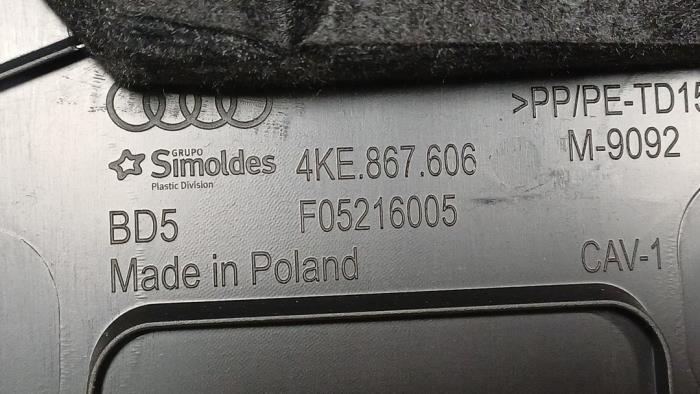 >PP/PE-TD15
GRUPO
Simoldes
Plastic Division
4KE.867.606
M-9092
BD5
F05216005
Made in Poland
CAV-1